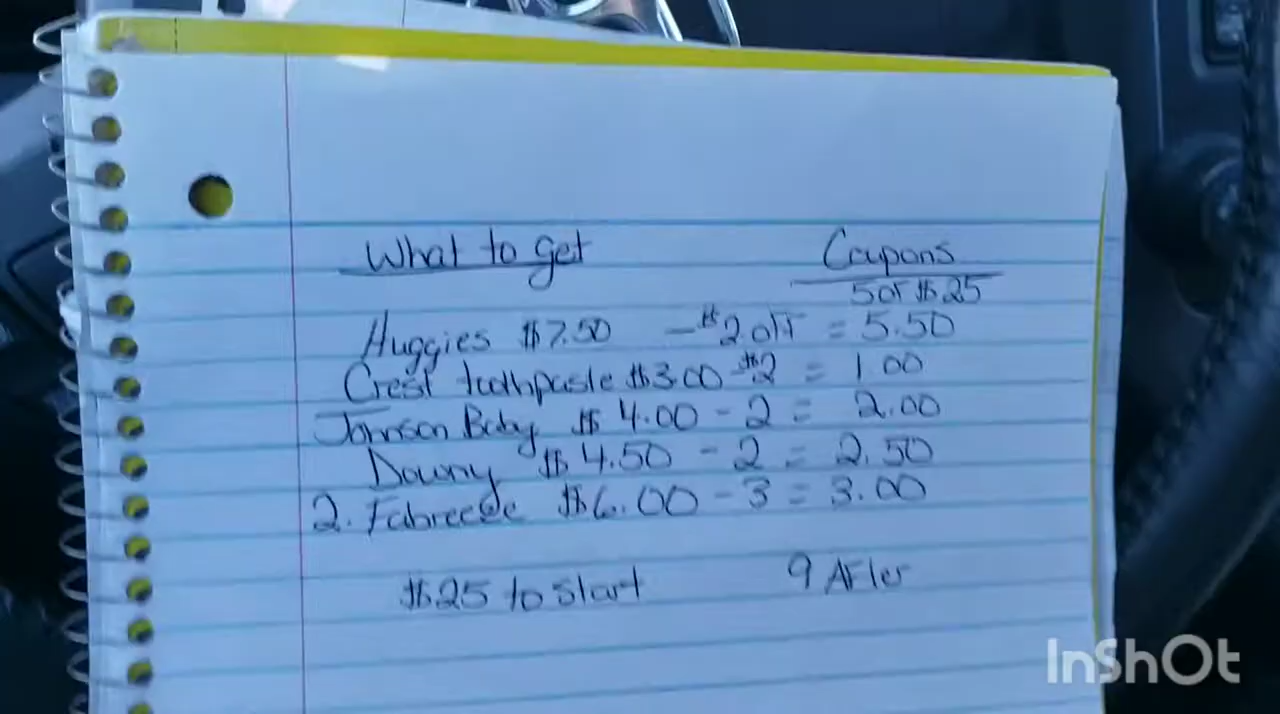 What to get Coupons
5 off $25
Huggies $7.50 - $2 off = 5.50
Crest toothpaste $3.00 - $2 = 1.00
Johnson Baby $4.00 - 2 = 2.00
Downy $4.50 - 2 = 2.50
2. Fabreeze $6.00 - 3 = 3.00
$25 to start 9 After
InShOt